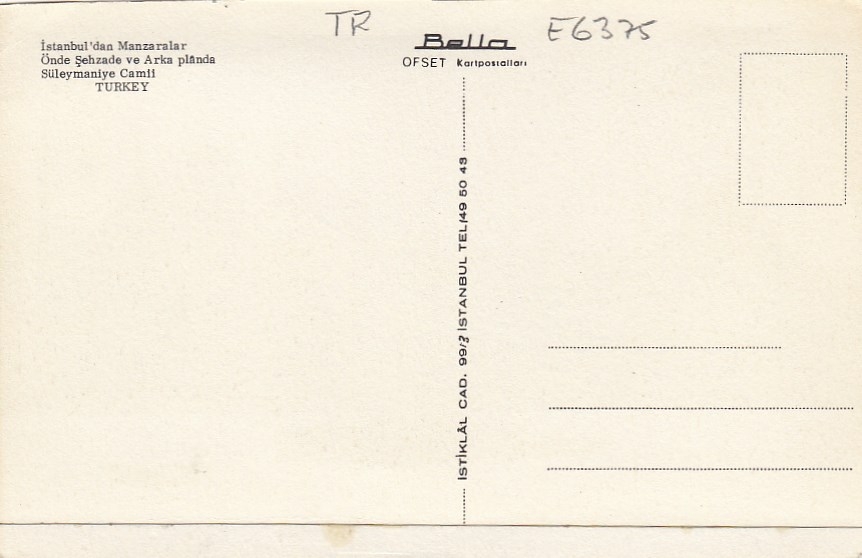 TR
E6375
İstanbul'dan Manzaralar
Önde Şehzade ve Arka plânda
Süleymaniye Camii
TURKEY
Bella
OFSET Kartpostalları
İSTİKLÂL CAD. 99/2 İSTANBUL TEL:49 50 43